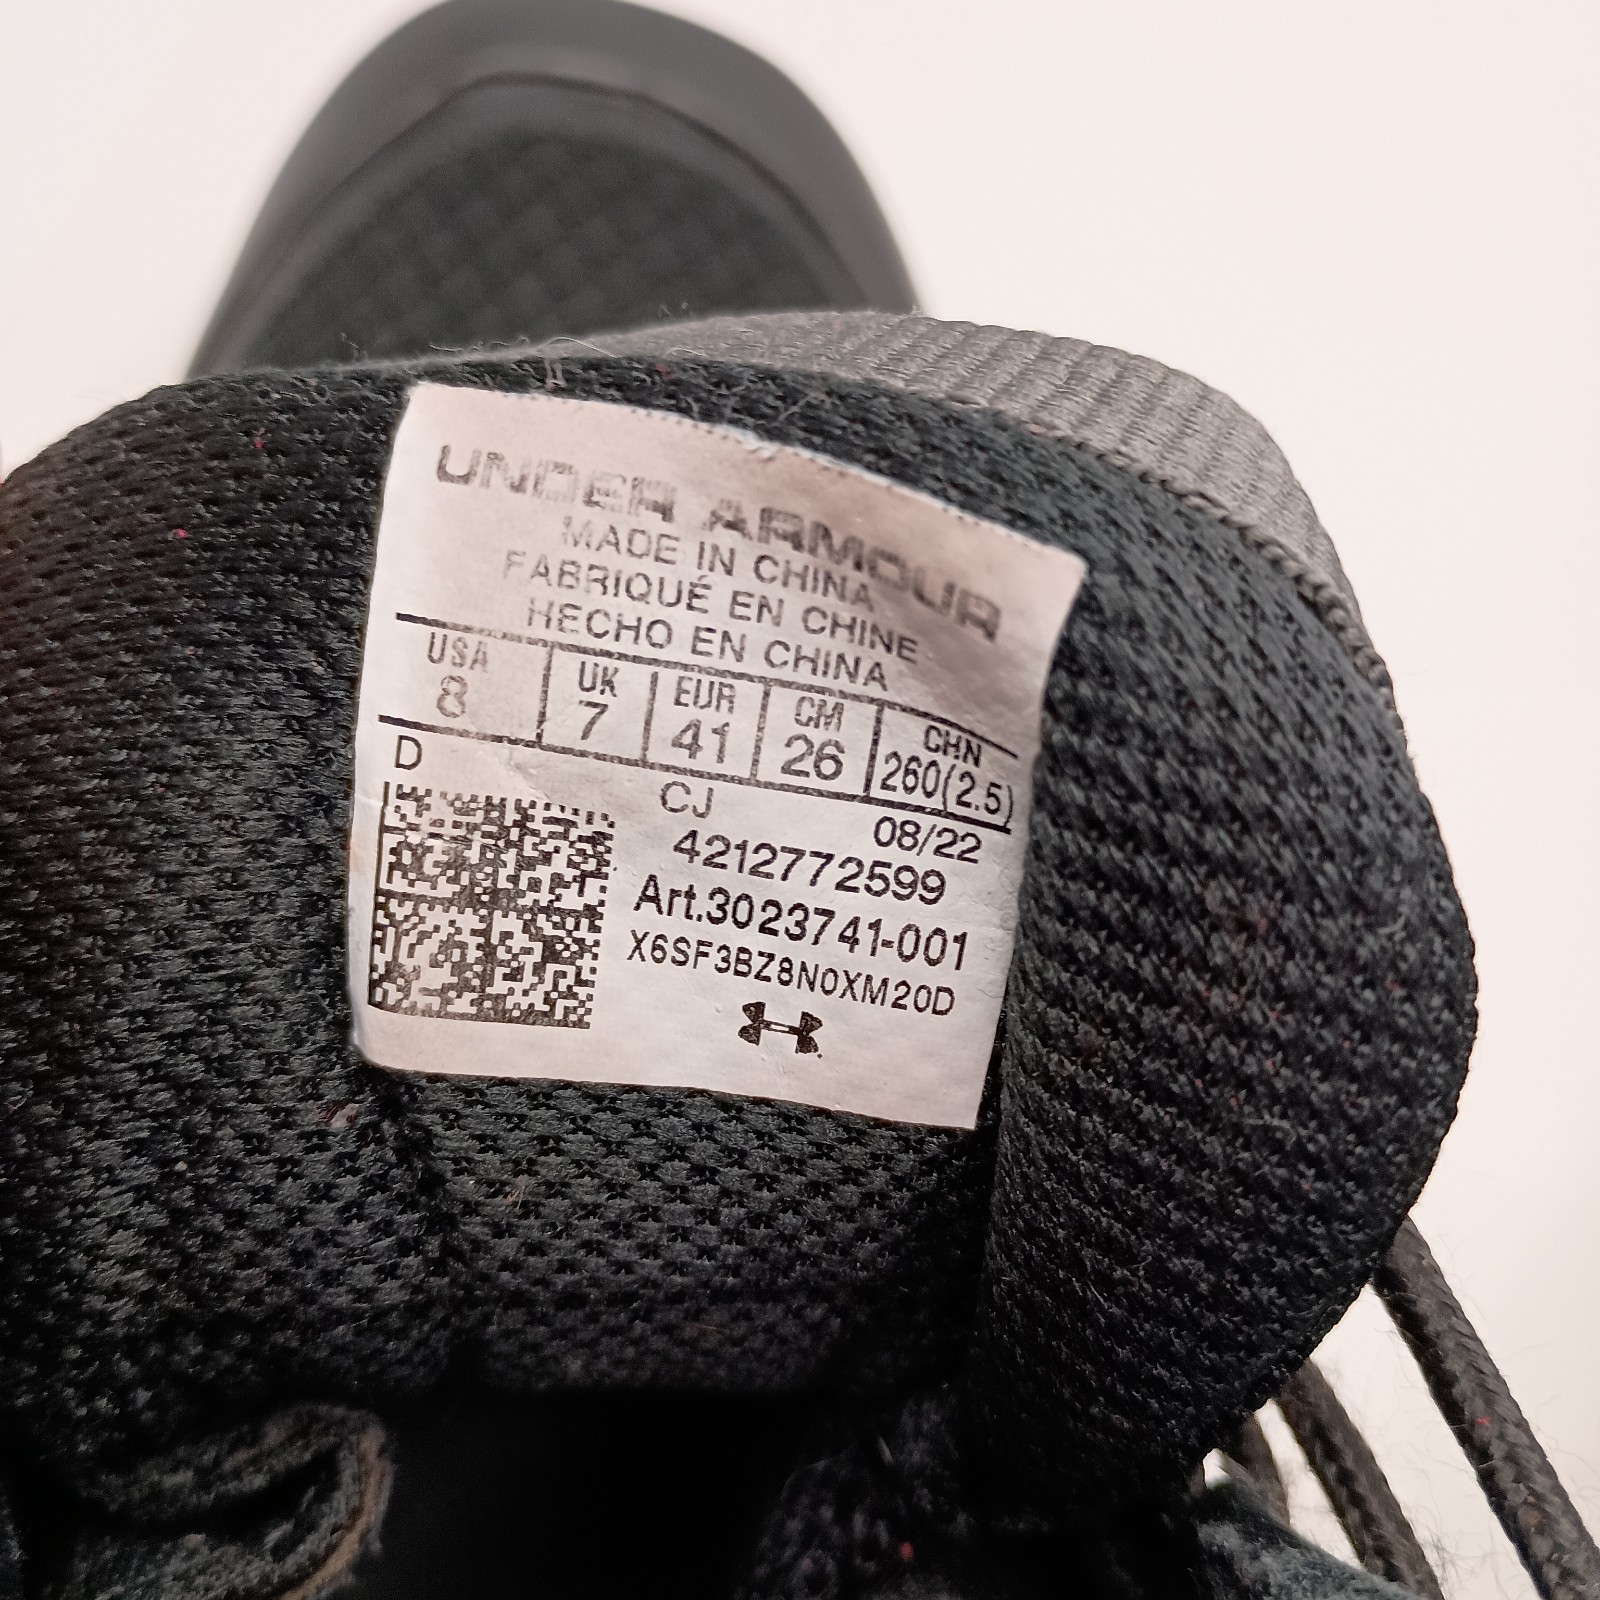 UNDER ARMOUR
MADE IN CHINA
FABRIQUÉ EN CHINE
HECHO EN CHINA
USA UK EUR CM CHN
8 7 41 26 260(2.5)
D CJ 08/22
4212772599
Art.3023741-001
X6SF3BZ8N0XM20D